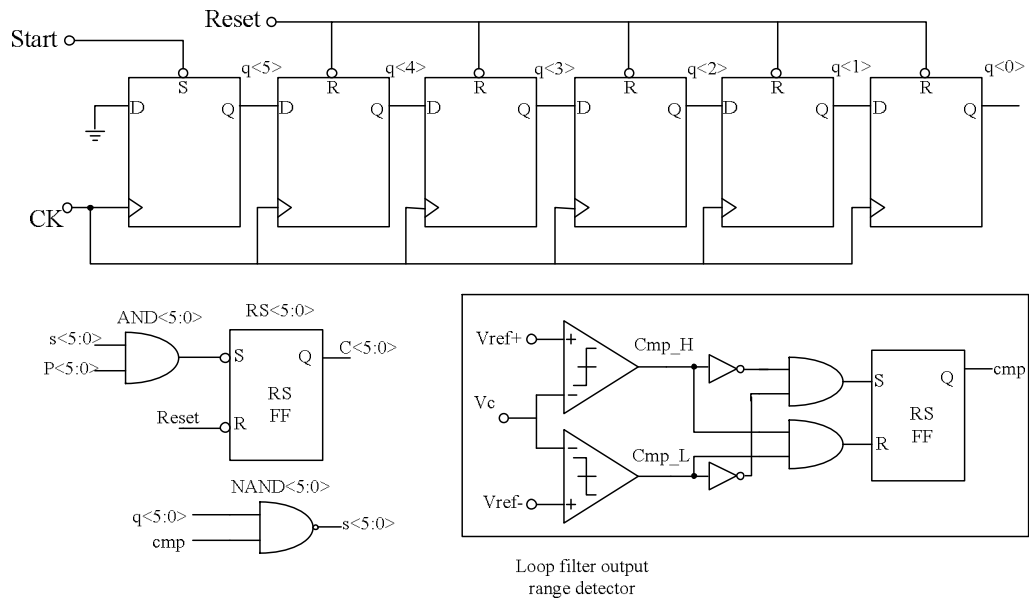 Reset
Start
q<5>
q<4>
q<3>
q<2>
q<1>
q<0>
S
R
R
R
R
R
D
Q
D
Q
D
Q
D
Q
D
Q
D
Q
CK
AND<5:0>
RS<5:0>
s<5:0>
P<5:0>
S
Q
C<5:0>
RS
FF
Reset
R
NAND<5:0>
q<5:0>
cmp
s<5:0>
Vref+
+
Cmp_H
−
Vc
−
Cmp_L
Vref-
+
S
Q
cmp
RS
FF
R
Loop filter output
range detector